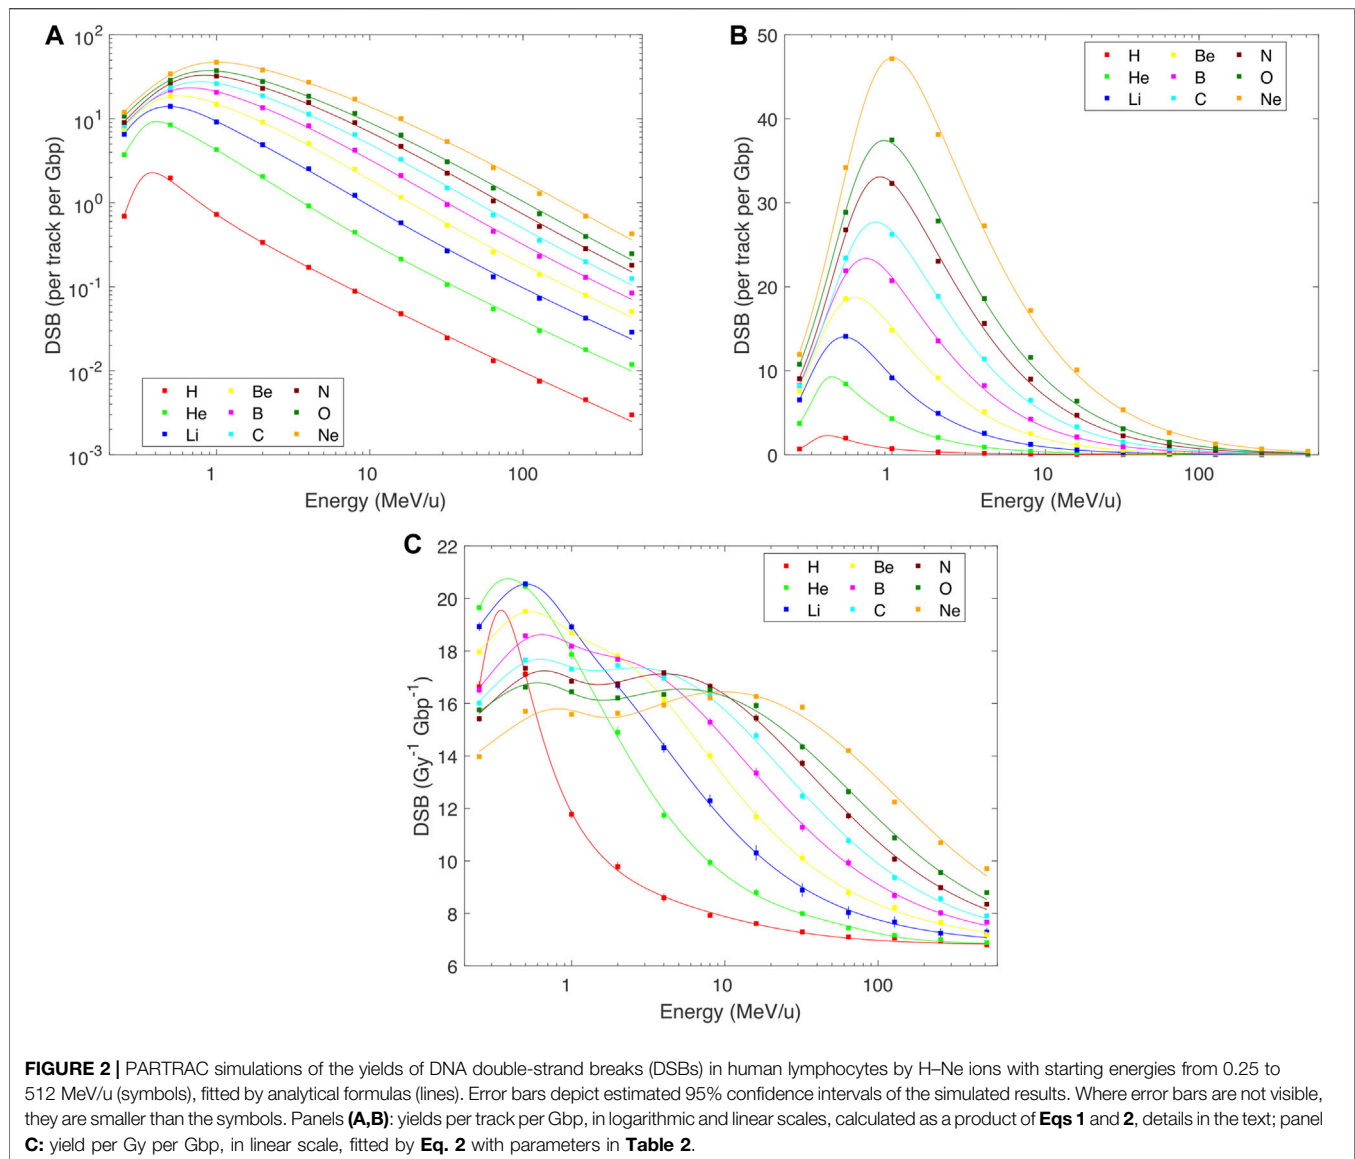 A
10^2
10^1
10^0
10^-1
10^-2
10^-3
DSB (per track per Gbp)
H Be N
He B O
Li C Ne
1 10 100
Energy (MeV/u)
B
50
40
30
20
10
0
DSB (per track per Gbp)
H Be N
He B O
Li C Ne
1 10 100
Energy (MeV/u)
C
22
20
18
16
14
12
10
8
6
DSB (Gy^-1 Gbp^-1)
H Be N
He B O
Li C Ne
1 10 100
Energy (MeV/u)
FIGURE 2 | PARTRAC simulations of the yields of DNA double-strand breaks (DSBs) in human lymphocytes by H–Ne ions with starting energies from 0.25 to
512 MeV/u (symbols), fitted by analytical formulas (lines). Error bars depict estimated 95% confidence intervals of the simulated results. Where error bars are not visible,
they are smaller than the symbols. Panels (A,B): yields per track per Gbp, in logarithmic and linear scales, calculated as a product of Eqs 1 and 2, details in the text; panel
C: yield per Gy per Gbp, in linear scale, fitted by Eq. 2 with parameters in Table 2.